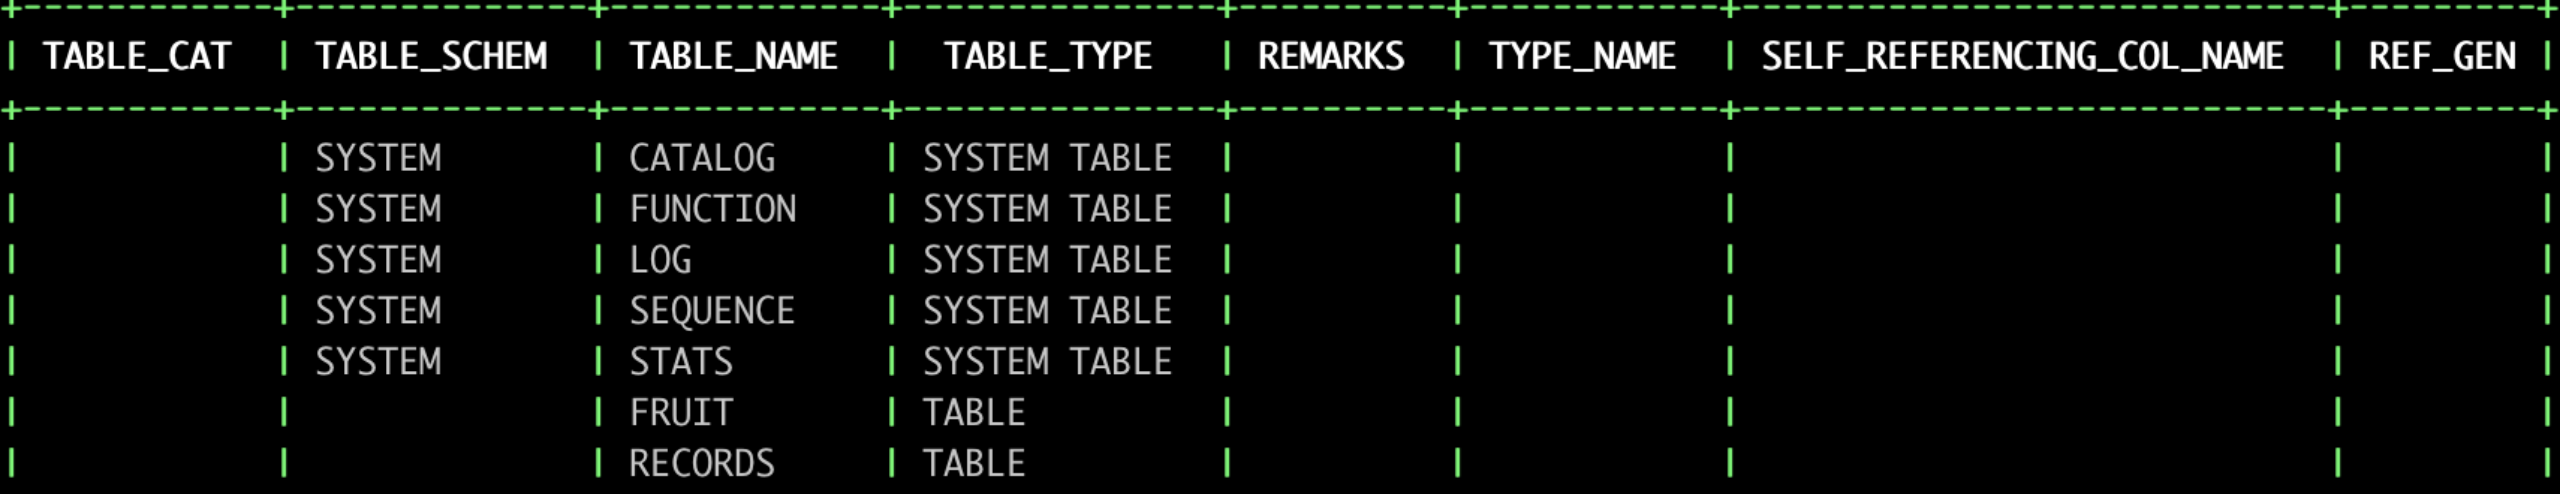 +------------+--------------+-------------+---------------+----------+------------+----------------------------+---------+
| TABLE_CAT | TABLE_SCHEM | TABLE_NAME | TABLE_TYPE | REMARKS | TYPE_NAME | SELF_REFERENCING_COL_NAME | REF_GEN |
+------------+--------------+-------------+---------------+----------+------------+----------------------------+---------+
| | SYSTEM | CATALOG | SYSTEM TABLE | | | | |
| | SYSTEM | FUNCTION | SYSTEM TABLE | | | | |
| | SYSTEM | LOG | SYSTEM TABLE | | | | |
| | SYSTEM | SEQUENCE | SYSTEM TABLE | | | | |
| | SYSTEM | STATS | SYSTEM TABLE | | | | |
| | | FRUIT | TABLE | | | | |
| | | RECORDS | TABLE | | | | |